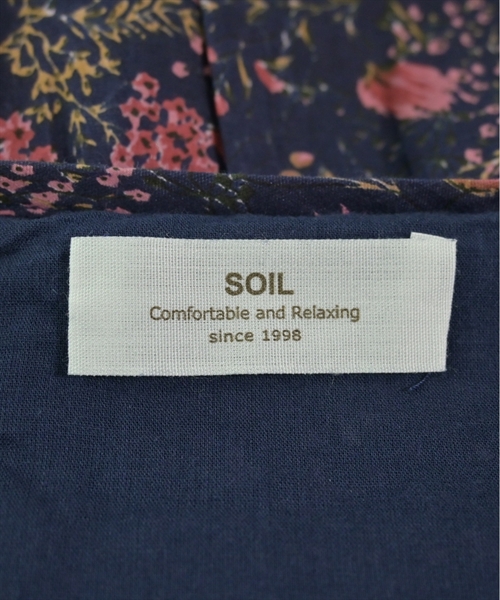 SOIL
Comfortable and Relaxing
since 1998